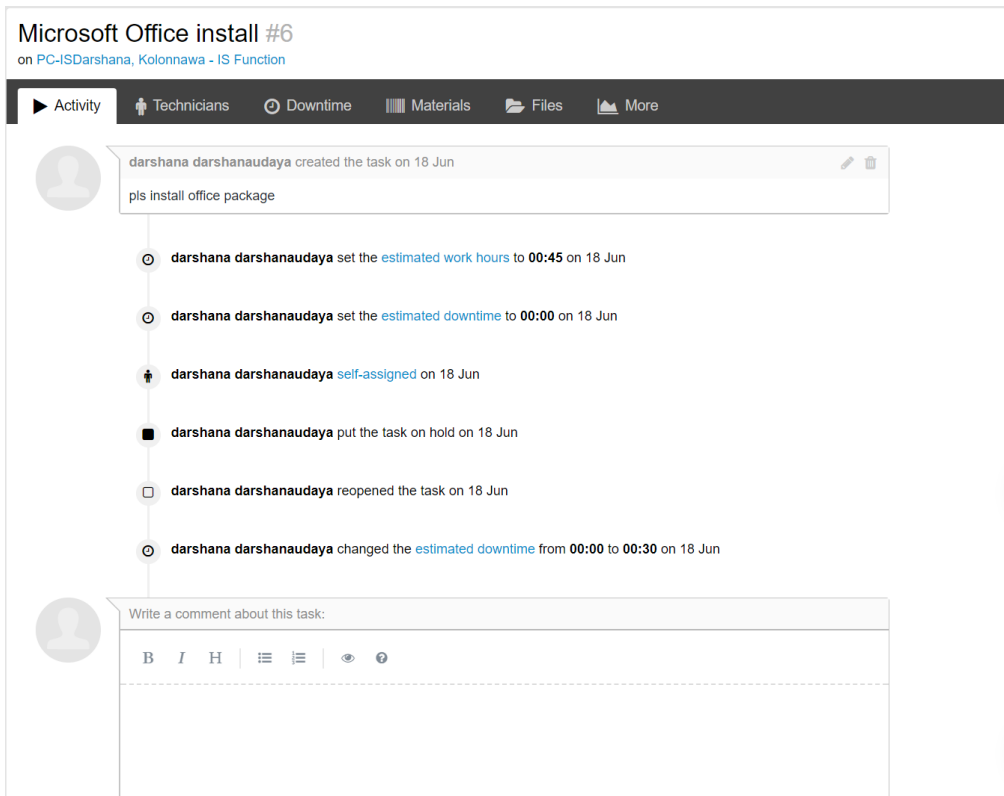 Microsoft Office install #6
on PC-ISDarshana, Kolonnawa - IS Function
Activity Technicians Downtime Materials Files More
darshana darshanaudaya created the task on 18 Jun
pls install office package
darshana darshanaudaya set the estimated work hours to 00:45 on 18 Jun
darshana darshanaudaya set the estimated downtime to 00:00 on 18 Jun
darshana darshanaudaya self-assigned on 18 Jun
darshana darshanaudaya put the task on hold on 18 Jun
darshana darshanaudaya reopened the task on 18 Jun
darshana darshanaudaya changed the estimated downtime from 00:00 to 00:30 on 18 Jun
Write a comment about this task:
B I H